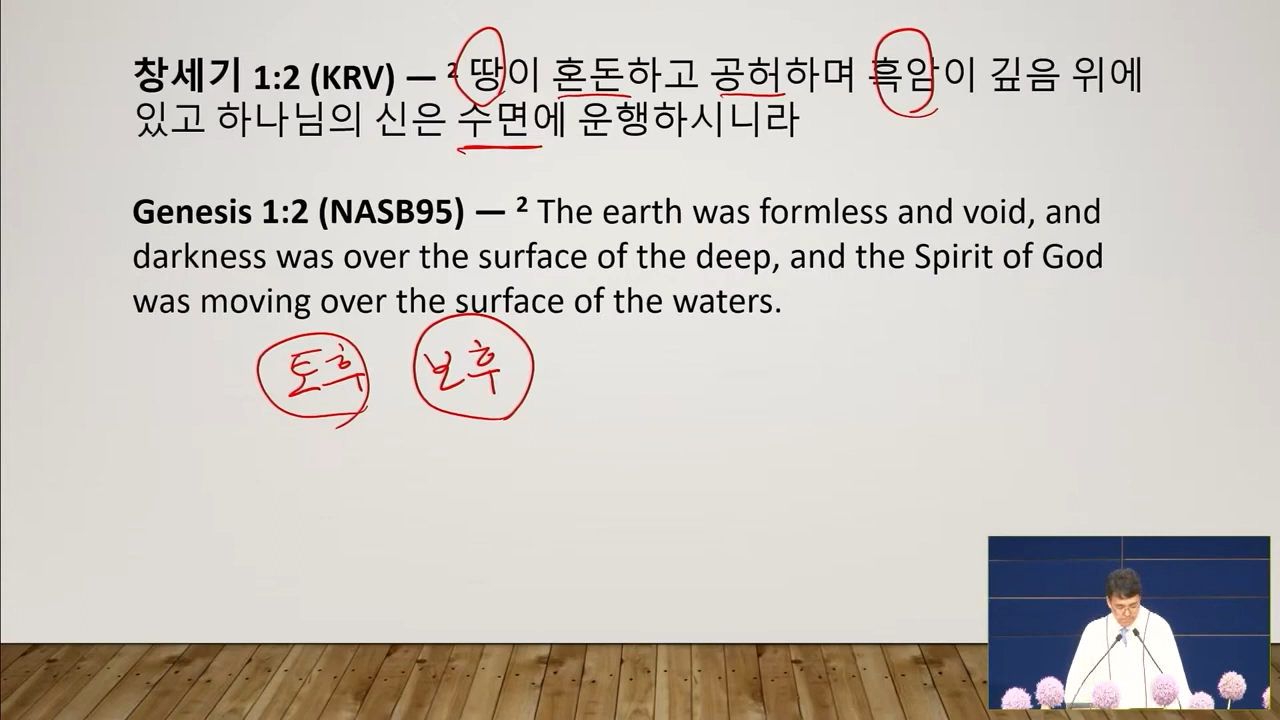 창세기 1:2 (KRV) — ² 땅이 혼돈하고 공허하며 흑암이 깊음 위에
있고 하나님의 신은 수면에 운행하시니라
Genesis 1:2 (NASB95) — ² The earth was formless and void, and
darkness was over the surface of the deep, and the Spirit of God
was moving over the surface of the waters.
토후 보후